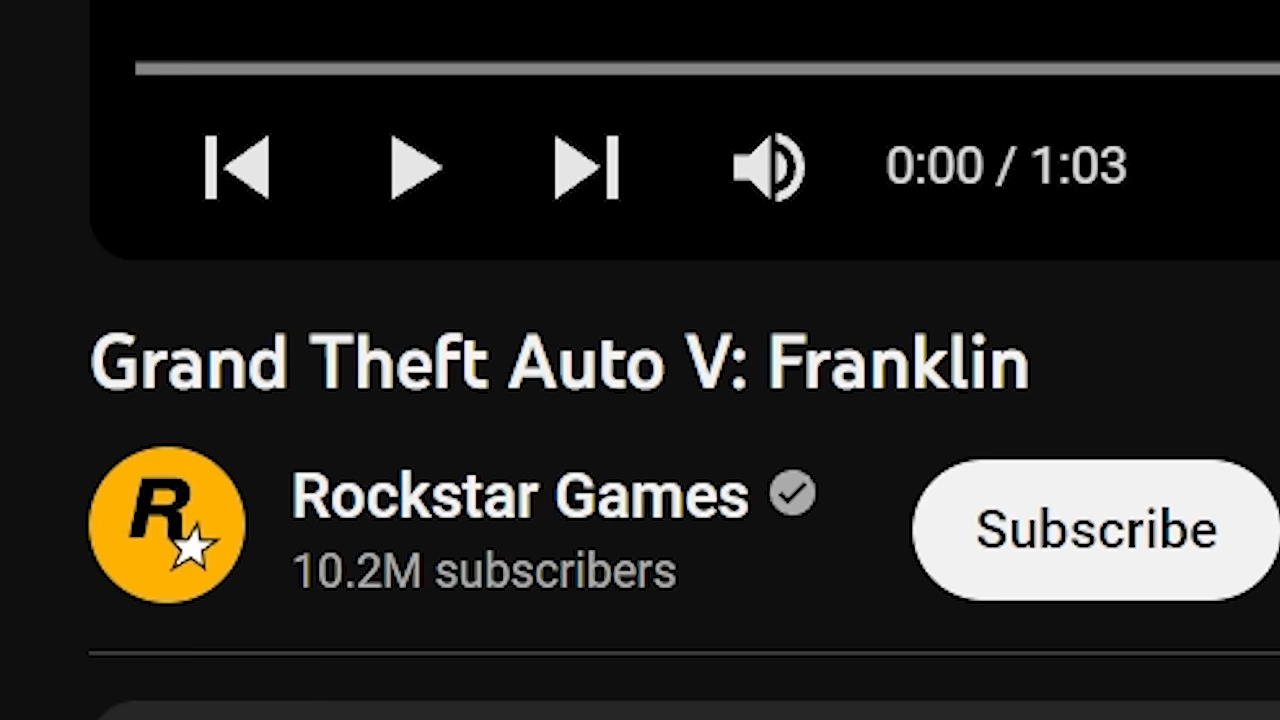 0:00 / 1:03
Grand Theft Auto V: Franklin
R
Rockstar Games
10.2M subscribers
Subscribe